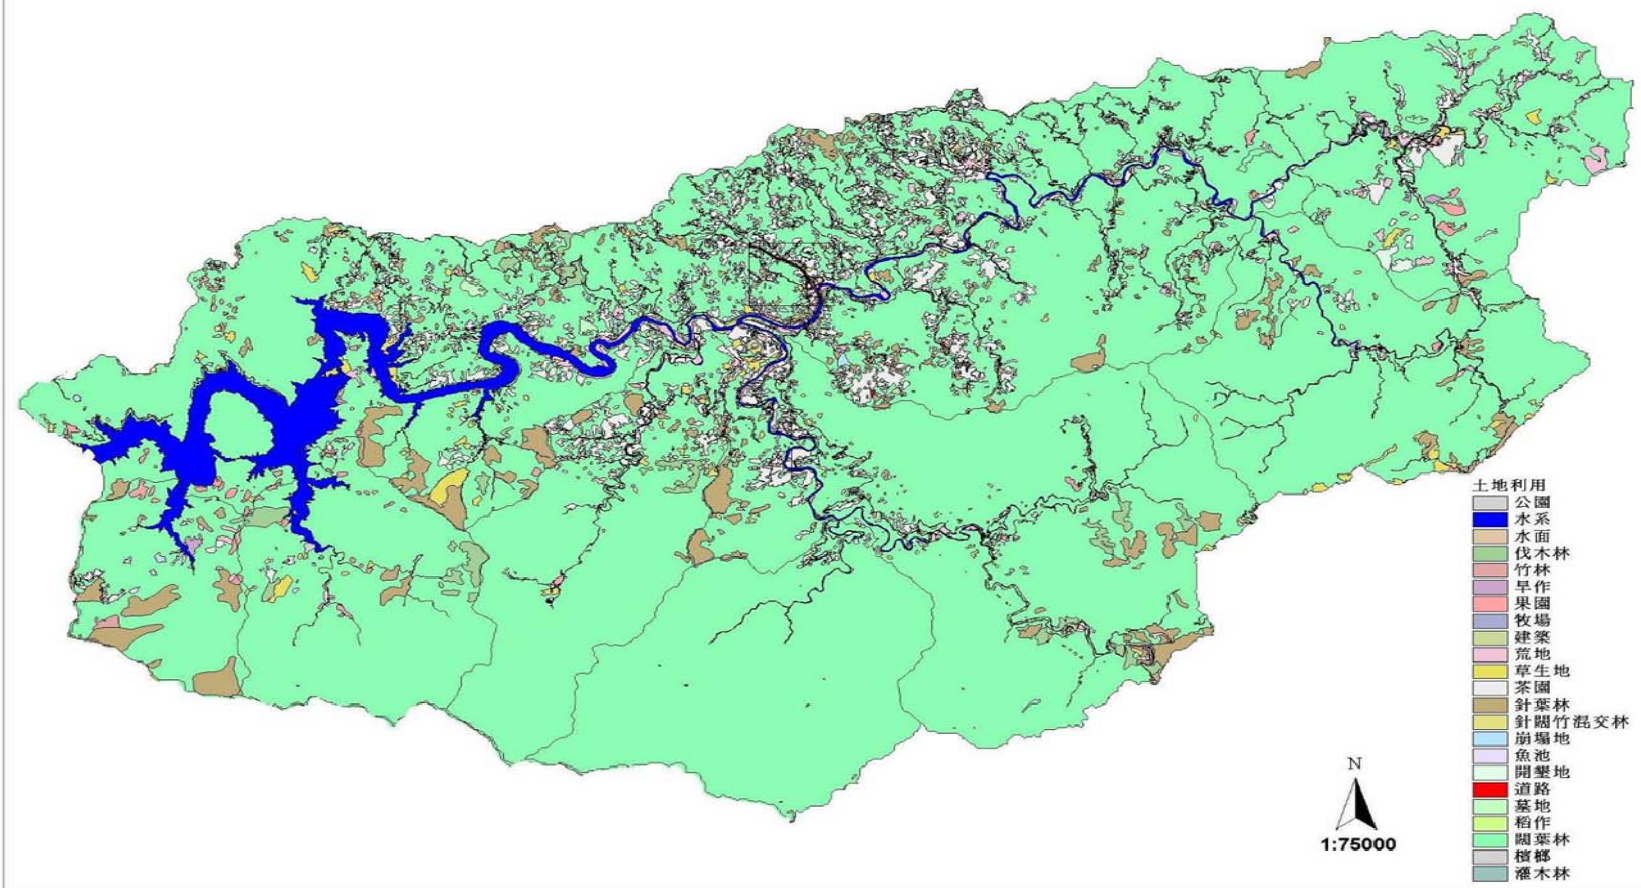 土地利用
公園
水系
水面
伐木林
竹林
旱作
果園
牧場
建築
荒地
草生地
茶園
針葉林
針闊竹混交林
崩塌地
魚池
開墾地
道路
墓地
稻作
闊葉林
檳榔
灌木林
N
1:75000